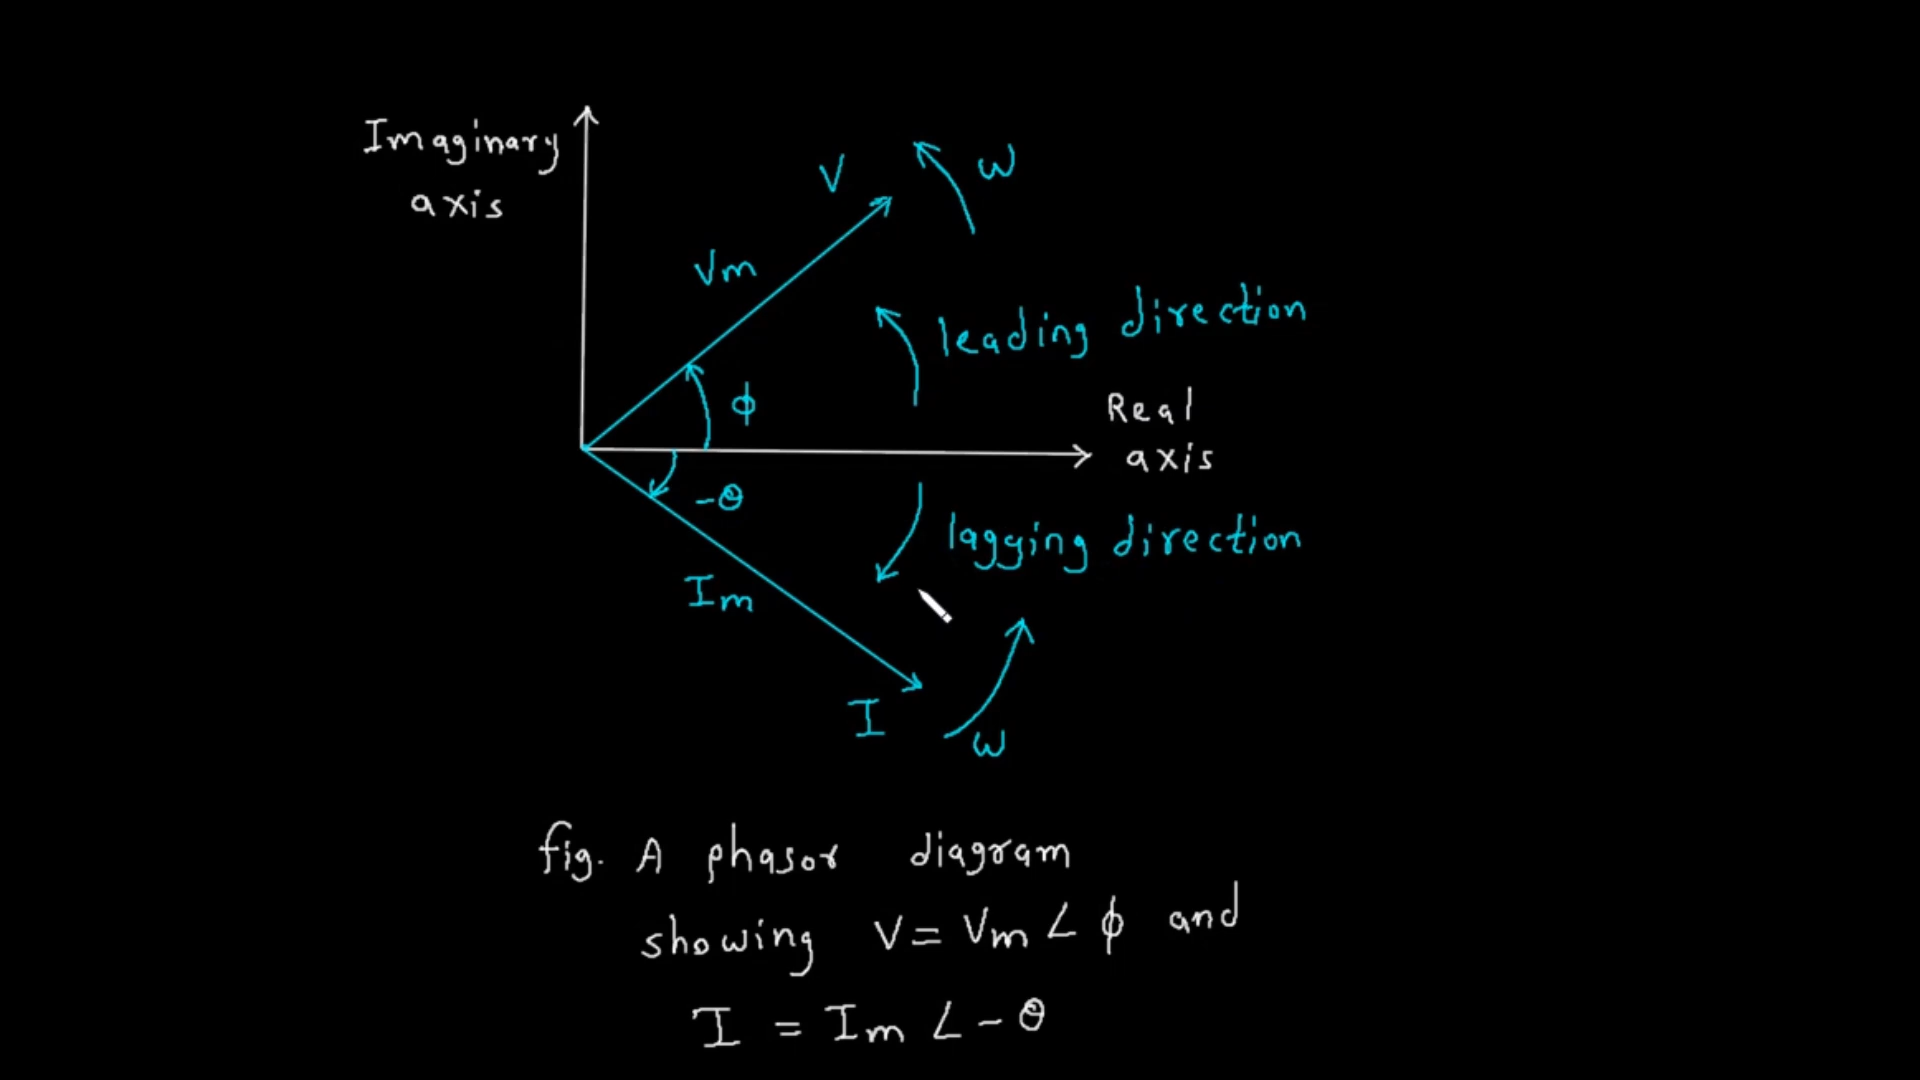 Imaginary
axis
V
ω
Vm
leading direction
ϕ
Real
axis
-θ
lagging direction
Im
I
ω
fig. A phasor diagram
showing V = Vm ∠ ϕ and
I = Im ∠ - θ